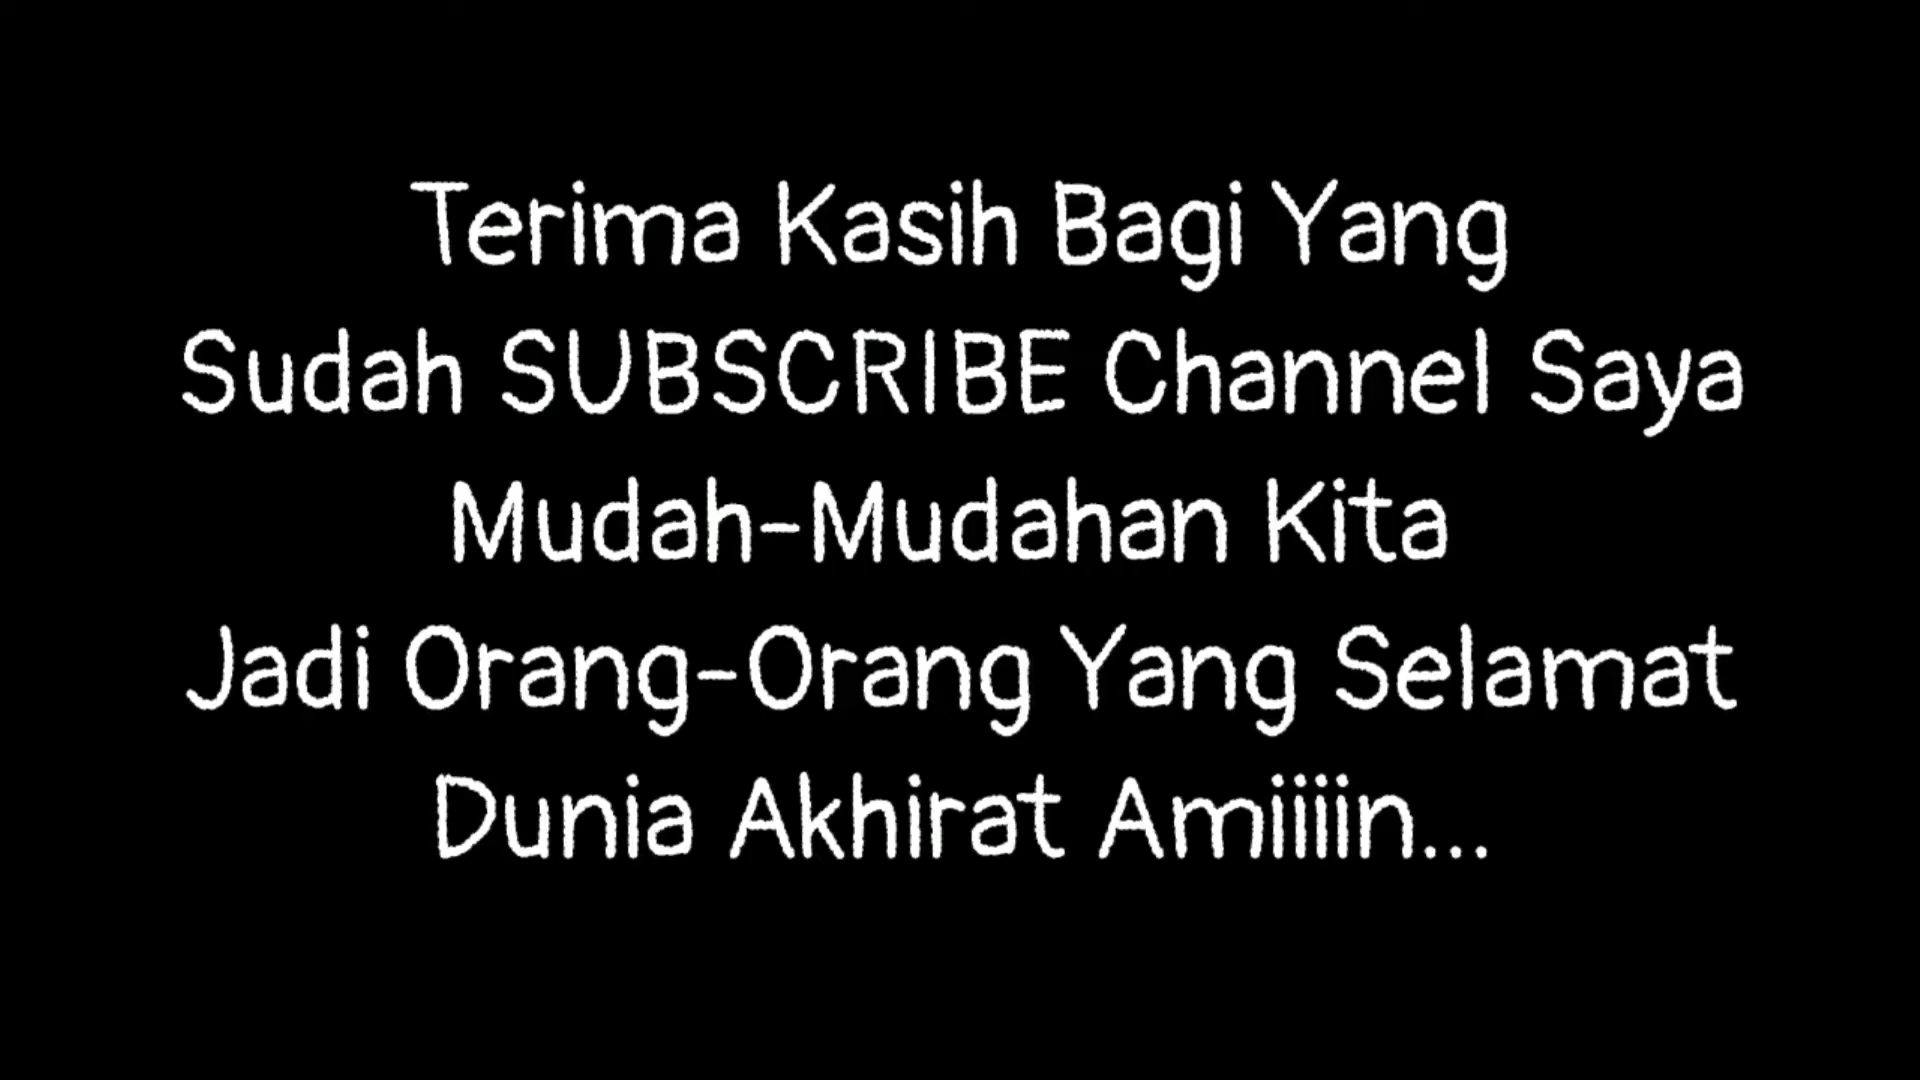 Terima Kasih Bagi Yang
Sudah SUBSCRIBE Channel Saya
Mudah-Mudahan Kita
Jadi Orang-Orang Yang Selamat
Dunia Akhirat Amiiiin...